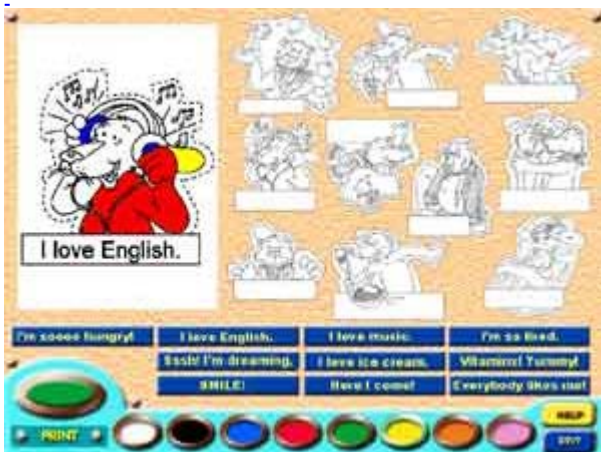 I love English.
I'm soooo hungry!
I love English.
I love music.
I'm so tired.
Sssh! I'm dreaming.
I love ice cream.
Vitamins! Yummy!
SMILE!
Here I come!
Everybody likes me!
HELP
PRINT
EXIT